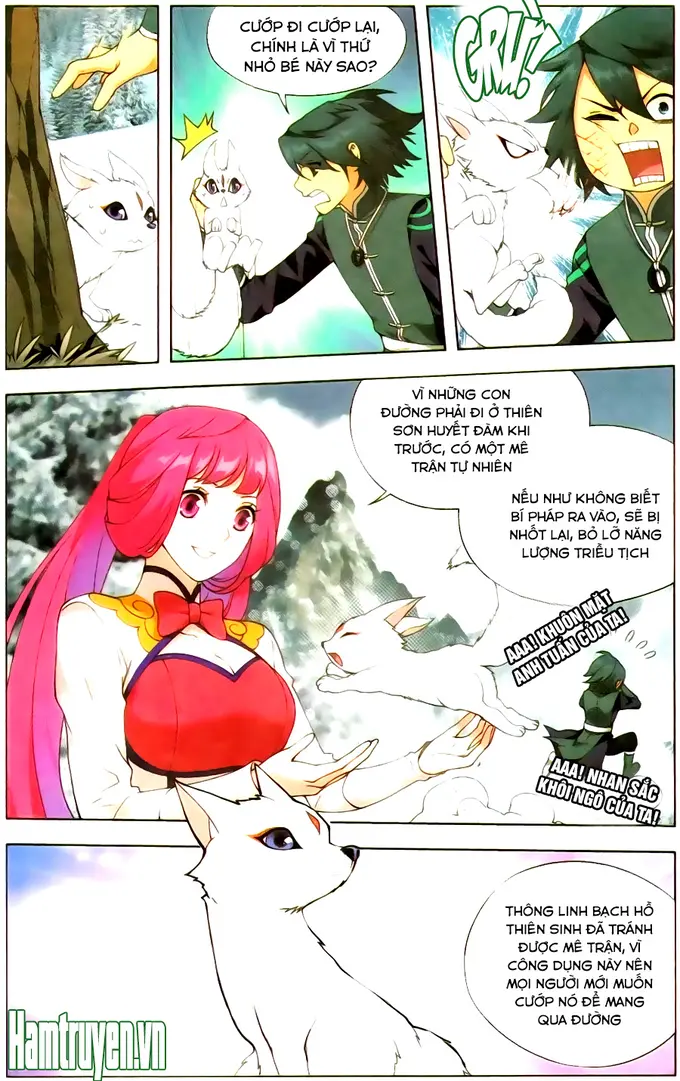 CƯỚP ĐI CƯỚP LẠI,
CHÍNH LÀ VÌ THỨ
NHỎ BÉ NÀY SAO?
GRỪ!!
VÌ NHỮNG CON
ĐƯỜNG PHẢI ĐI Ở THIÊN
SƠN HUYẾT ĐÀM KHI
TRƯỚC, CÓ MỘT MÊ
TRẬN TỰ NHIÊN
NẾU NHƯ KHÔNG BIẾT
BÍ PHÁP RA VÀO, SẼ BỊ
NHỐT LẠI, BỎ LỠ NĂNG
LƯỢNG TRIỀU TỊCH
AAA! KHUÔN MẶT
ANH TUẤN CỦA TA!
AAA! NHAN SẮC
KHÔI NGÔ CỦA TA!
THÔNG LINH BẠCH HỒ
THIÊN SINH ĐÃ TRÁNH
ĐƯỢC MÊ TRẬN, VÌ
CÔNG DỤNG NÀY NÊN
MỌI NGƯỜI MỚI MUỐN
CƯỚP NÓ ĐỂ MANG
QUA ĐƯỜNG
Hamtruyen.vn